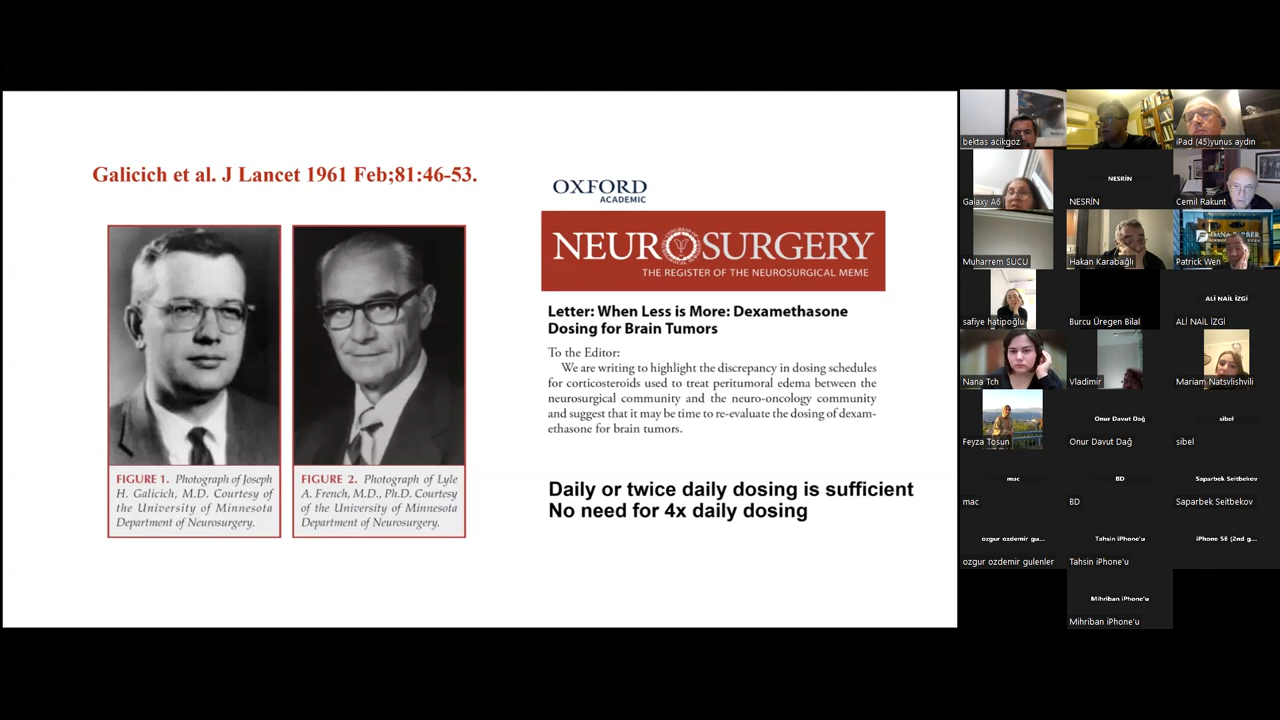 Galicich et al. J Lancet 1961 Feb;81:46-53.
FIGURE 1. Photograph of Joseph
H. Galicich, M.D. Courtesy of
the University of Minnesota
Department of Neurosurgery.
FIGURE 2. Photograph of Lyle
A. French, M.D., Ph.D. Courtesy
of the University of Minnesota
Department of Neurosurgery.
OXFORD
ACADEMIC
NEUROSURGERY
THE REGISTER OF THE NEUROSURGICAL MEME
Letter: When Less is More: Dexamethasone
Dosing for Brain Tumors
To the Editor:
We are writing to highlight the discrepancy in dosing schedules
for corticosteroids used to treat peritumoral edema between the
neurosurgical community and the neuro-oncology community
and suggest that it may be time to re-evaluate the dosing of dexam-
ethasone for brain tumors.
Daily or twice daily dosing is sufficient
No need for 4x daily dosing
bektas acikgoz
iPad (45)yunus aydın
Galaxy A6
NESRİN
NESRİN
Cemil Rakunt
Muharrem SUCU
Hakan Karabağlı
Patrick Wen
safiye hatipoğlu
Burcu Üregen Bilal
ALİ NAİL İZGİ
ALİ NAİL İZGİ
Nana Tch
Vladimir
Mariam Natsvlishvili
Feyza Tosun
Onur Davut Dağ
Onur Davut Dağ
sibel
sibel
mac
mac
BD
BD
Saparbek Seitbekov
Saparbek Seitbekov
ozgur ozdemir gu...
ozgur ozdemir gulenler
Tahsin iPhone'u
Tahsin iPhone'u
iPhone SE (2nd g...
Mihriban iPhone'u
Mihriban iPhone'u